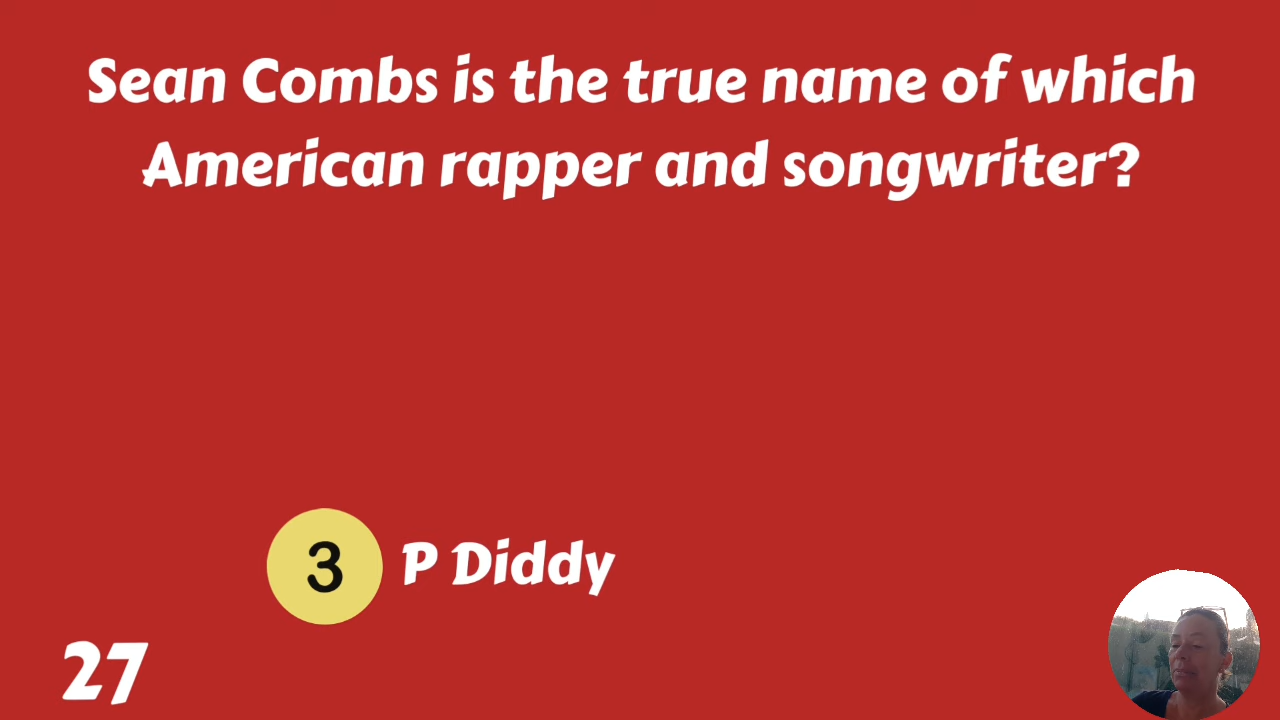 Sean Combs is the true name of which
American rapper and songwriter?
3 P Diddy
27